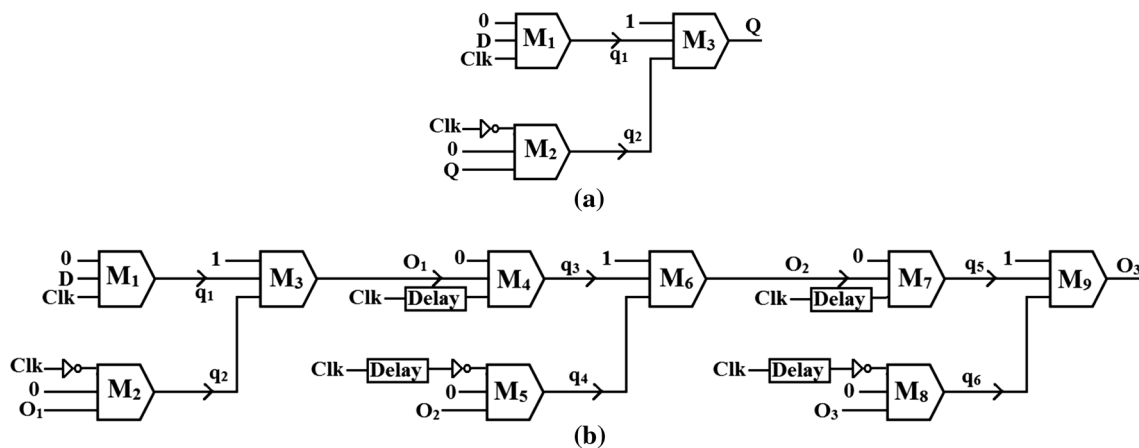 0
D
Clk
M₁
q₁
1
M₃
Q
Clk
0
Q
M₂
q₂
(a)
0
D
Clk
M₁
q₁
1
M₃
O₁
0
Clk
Delay
M₄
q₃
1
M₆
O₂
0
Clk
Delay
M₇
q₅
1
M₉
O₃
Clk
0
O₁
M₂
q₂
Clk
Delay
0
O₂
M₅
q₄
Clk
Delay
0
O₃
M₈
q₆
(b)